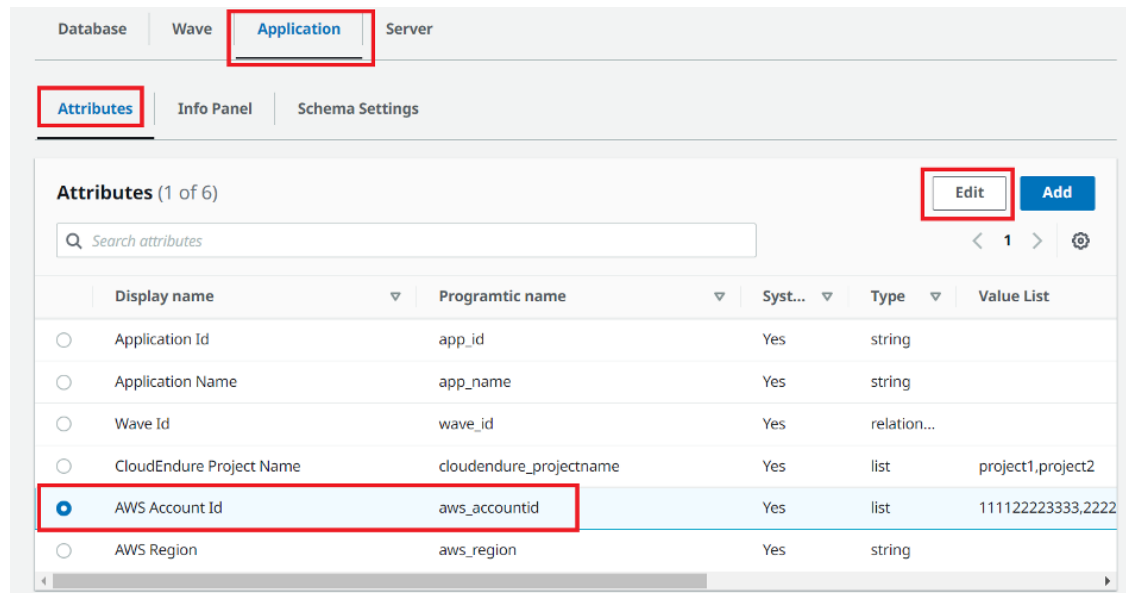 Database Wave Application Server
Attributes Info Panel Schema Settings
Attributes (1 of 6) Edit Add
Search attributes 1
Display name Programtic name Syst... Type Value List
Application Id app_id Yes string
Application Name app_name Yes string
Wave Id wave_id Yes relation...
CloudEndure Project Name cloudendure_projectname Yes list project1,project2
AWS Account Id aws_accountid Yes list 111122223333,2222
AWS Region aws_region Yes string